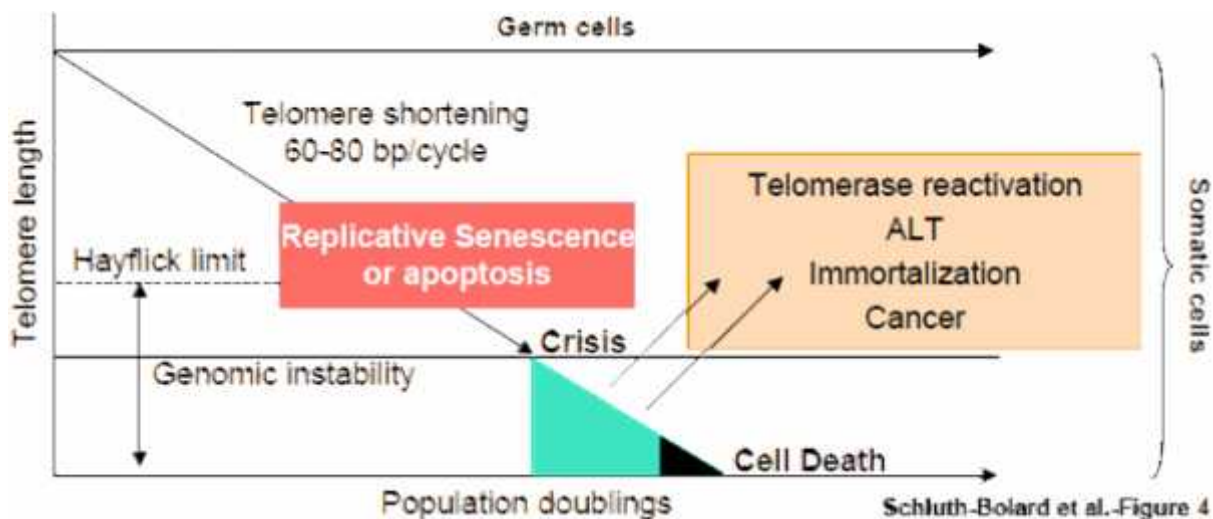 Germ cells
Telomere shortening
60-80 bp/cycle
Telomere length
Telomerase reactivation
ALT
Immortalization
Cancer
Replicative Senescence
or apoptosis
Hayflick limit
Somatic cells
Crisis
Genomic instability
Cell Death
Population doublings
Schluth-Bolard et al.-Figure 4